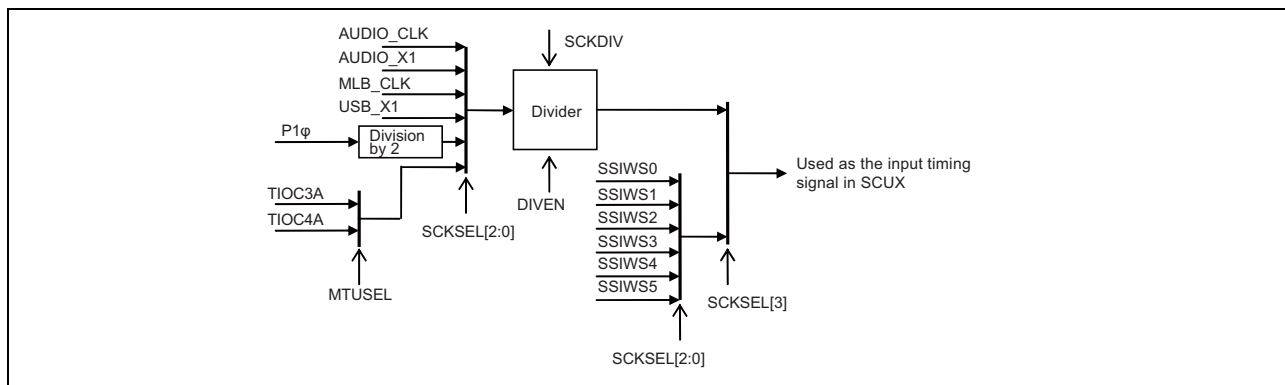 AUDIO_CLK
AUDIO_X1
MLB_CLK
USB_X1
P1φ
Division
by 2
TIOC3A
TIOC4A
MTUSEL
SCKSEL[2:0]
SCKDIV
Divider
DIVEN
SSIWS0
SSIWS1
SSIWS2
SSIWS3
SSIWS4
SSIWS5
SCKSEL[2:0]
SCKSEL[3]
Used as the input timing
signal in SCUX